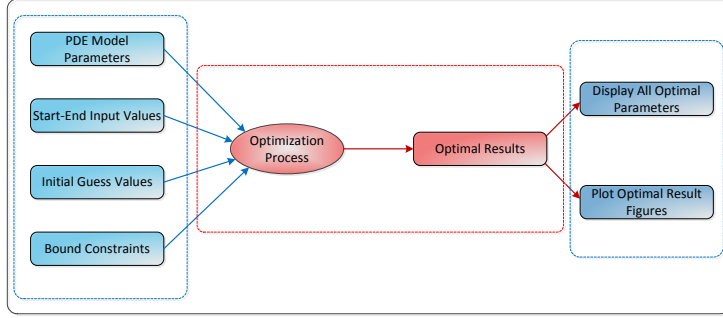 PDE Model
Parameters
Start-End Input Values
Initial Guess Values
Bound Constraints
Optimization
Process
Optimal Results
Display All Optimal
Parameters
Plot Optimal Result
Figures